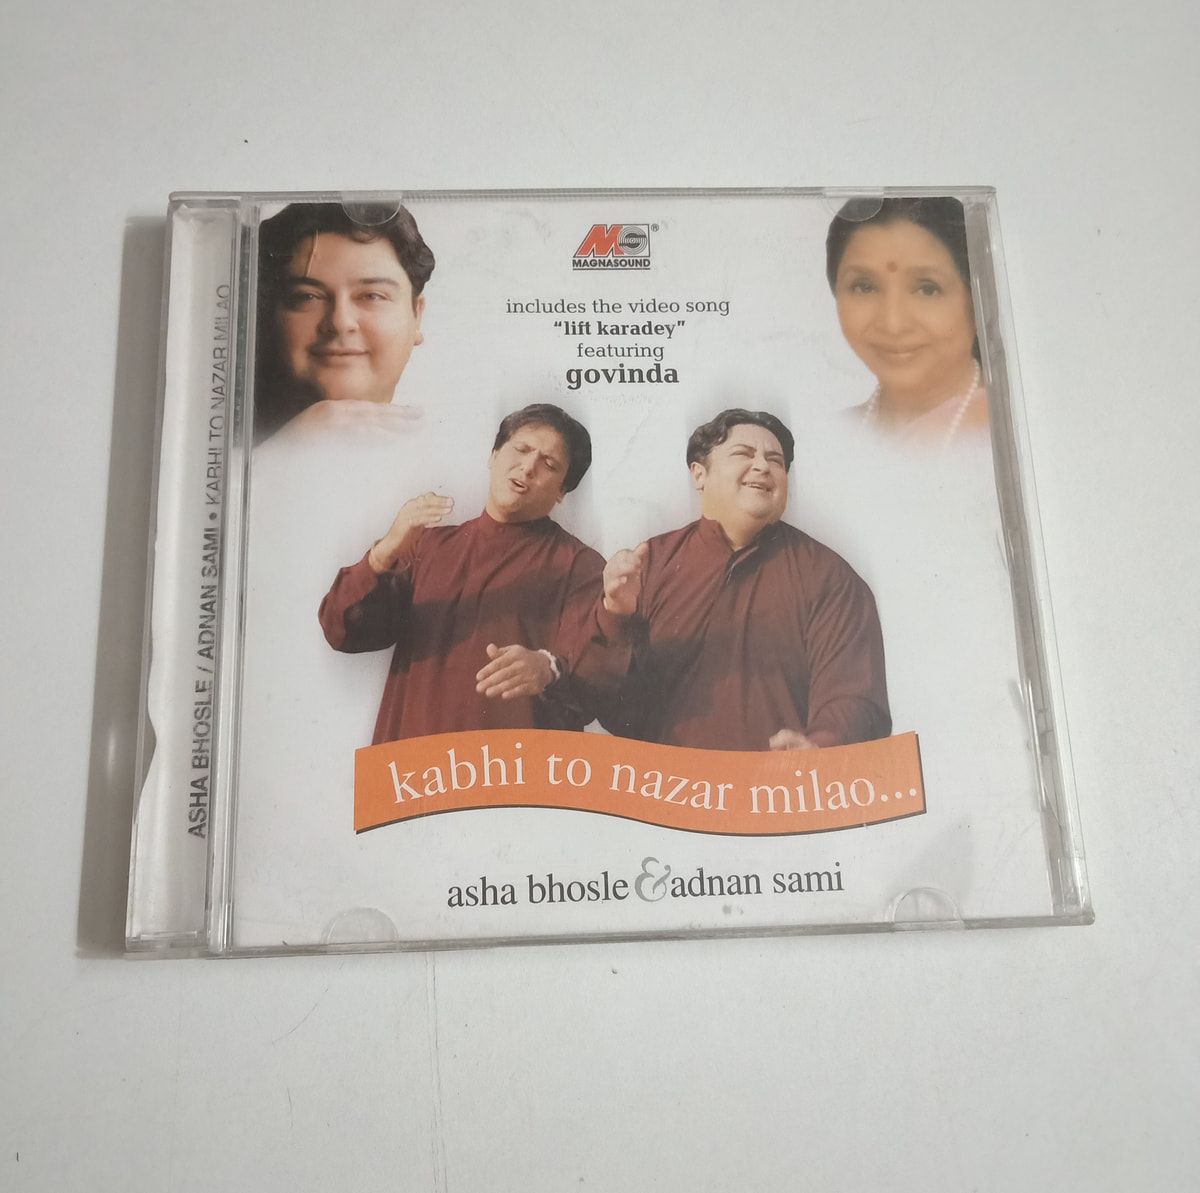 MG®
MAGNASOUND
includes the video song
“lift karadey”
featuring
govinda
kabhi to nazar milao...
asha bhosle & adnan sami
ASHA BHOSLE / ADNAN SAMI • KABHI TO NAZAR MILAO